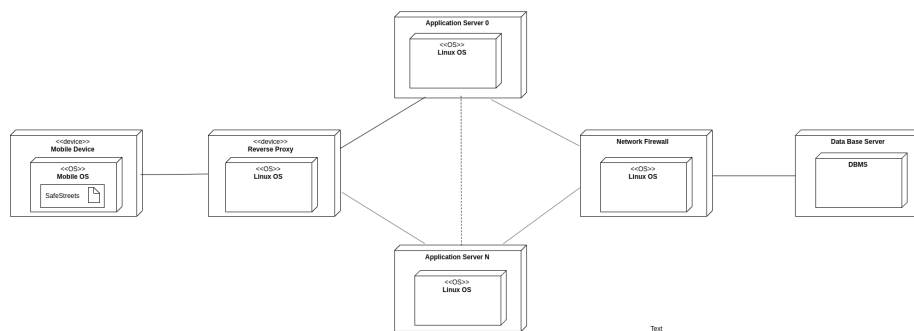 Application Server 0
<<OS>>
Linux OS
<<device>>
Mobile Device
<<OS>>
Mobile OS
SafeStreets
<<device>>
Reverse Proxy
<<OS>>
Linux OS
Network Firewall
<<OS>>
Linux OS
Data Base Server
DBMS
Application Server N
<<OS>>
Linux OS
Text